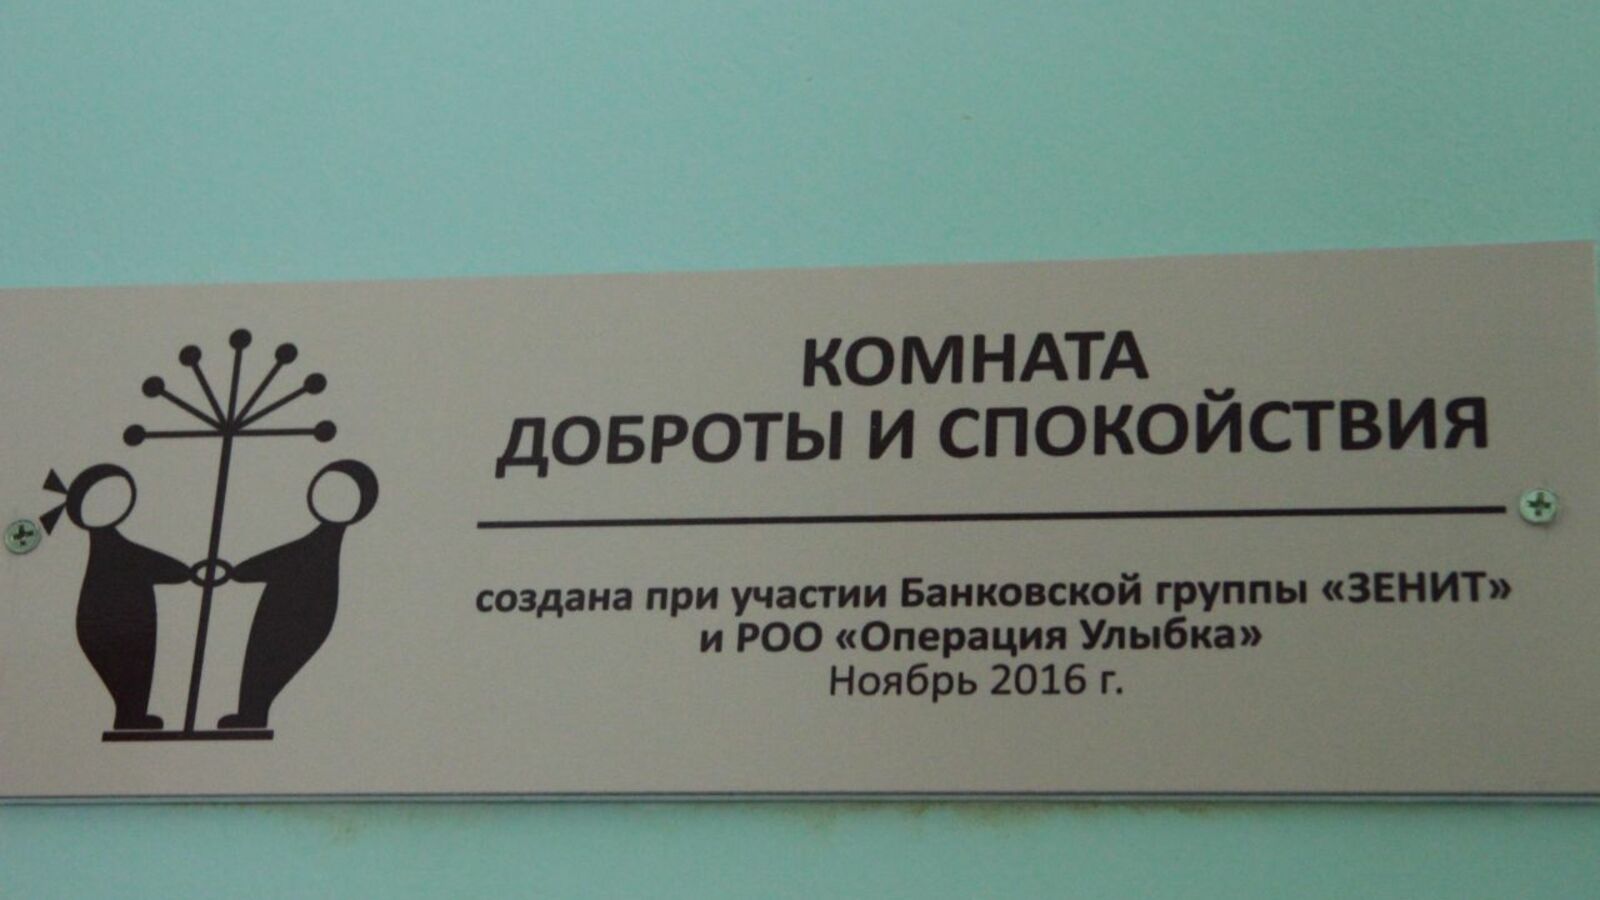 КОМНАТА
ДОБРОТЫ И СПОКОЙСТВИЯ
создана при участии Банковской группы «ЗЕНИТ»
и РОО «Операция Улыбка»
Ноябрь 2016 г.